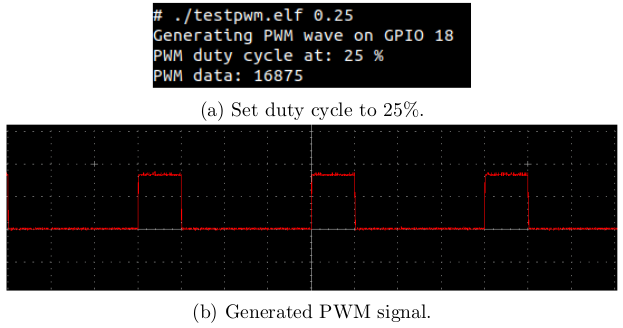 # ./testpwm.elf 0.25
Generating PWM wave on GPIO 18
PWM duty cycle at: 25 %
PWM data: 16875
(a) Set duty cycle to 25%.
(b) Generated PWM signal.